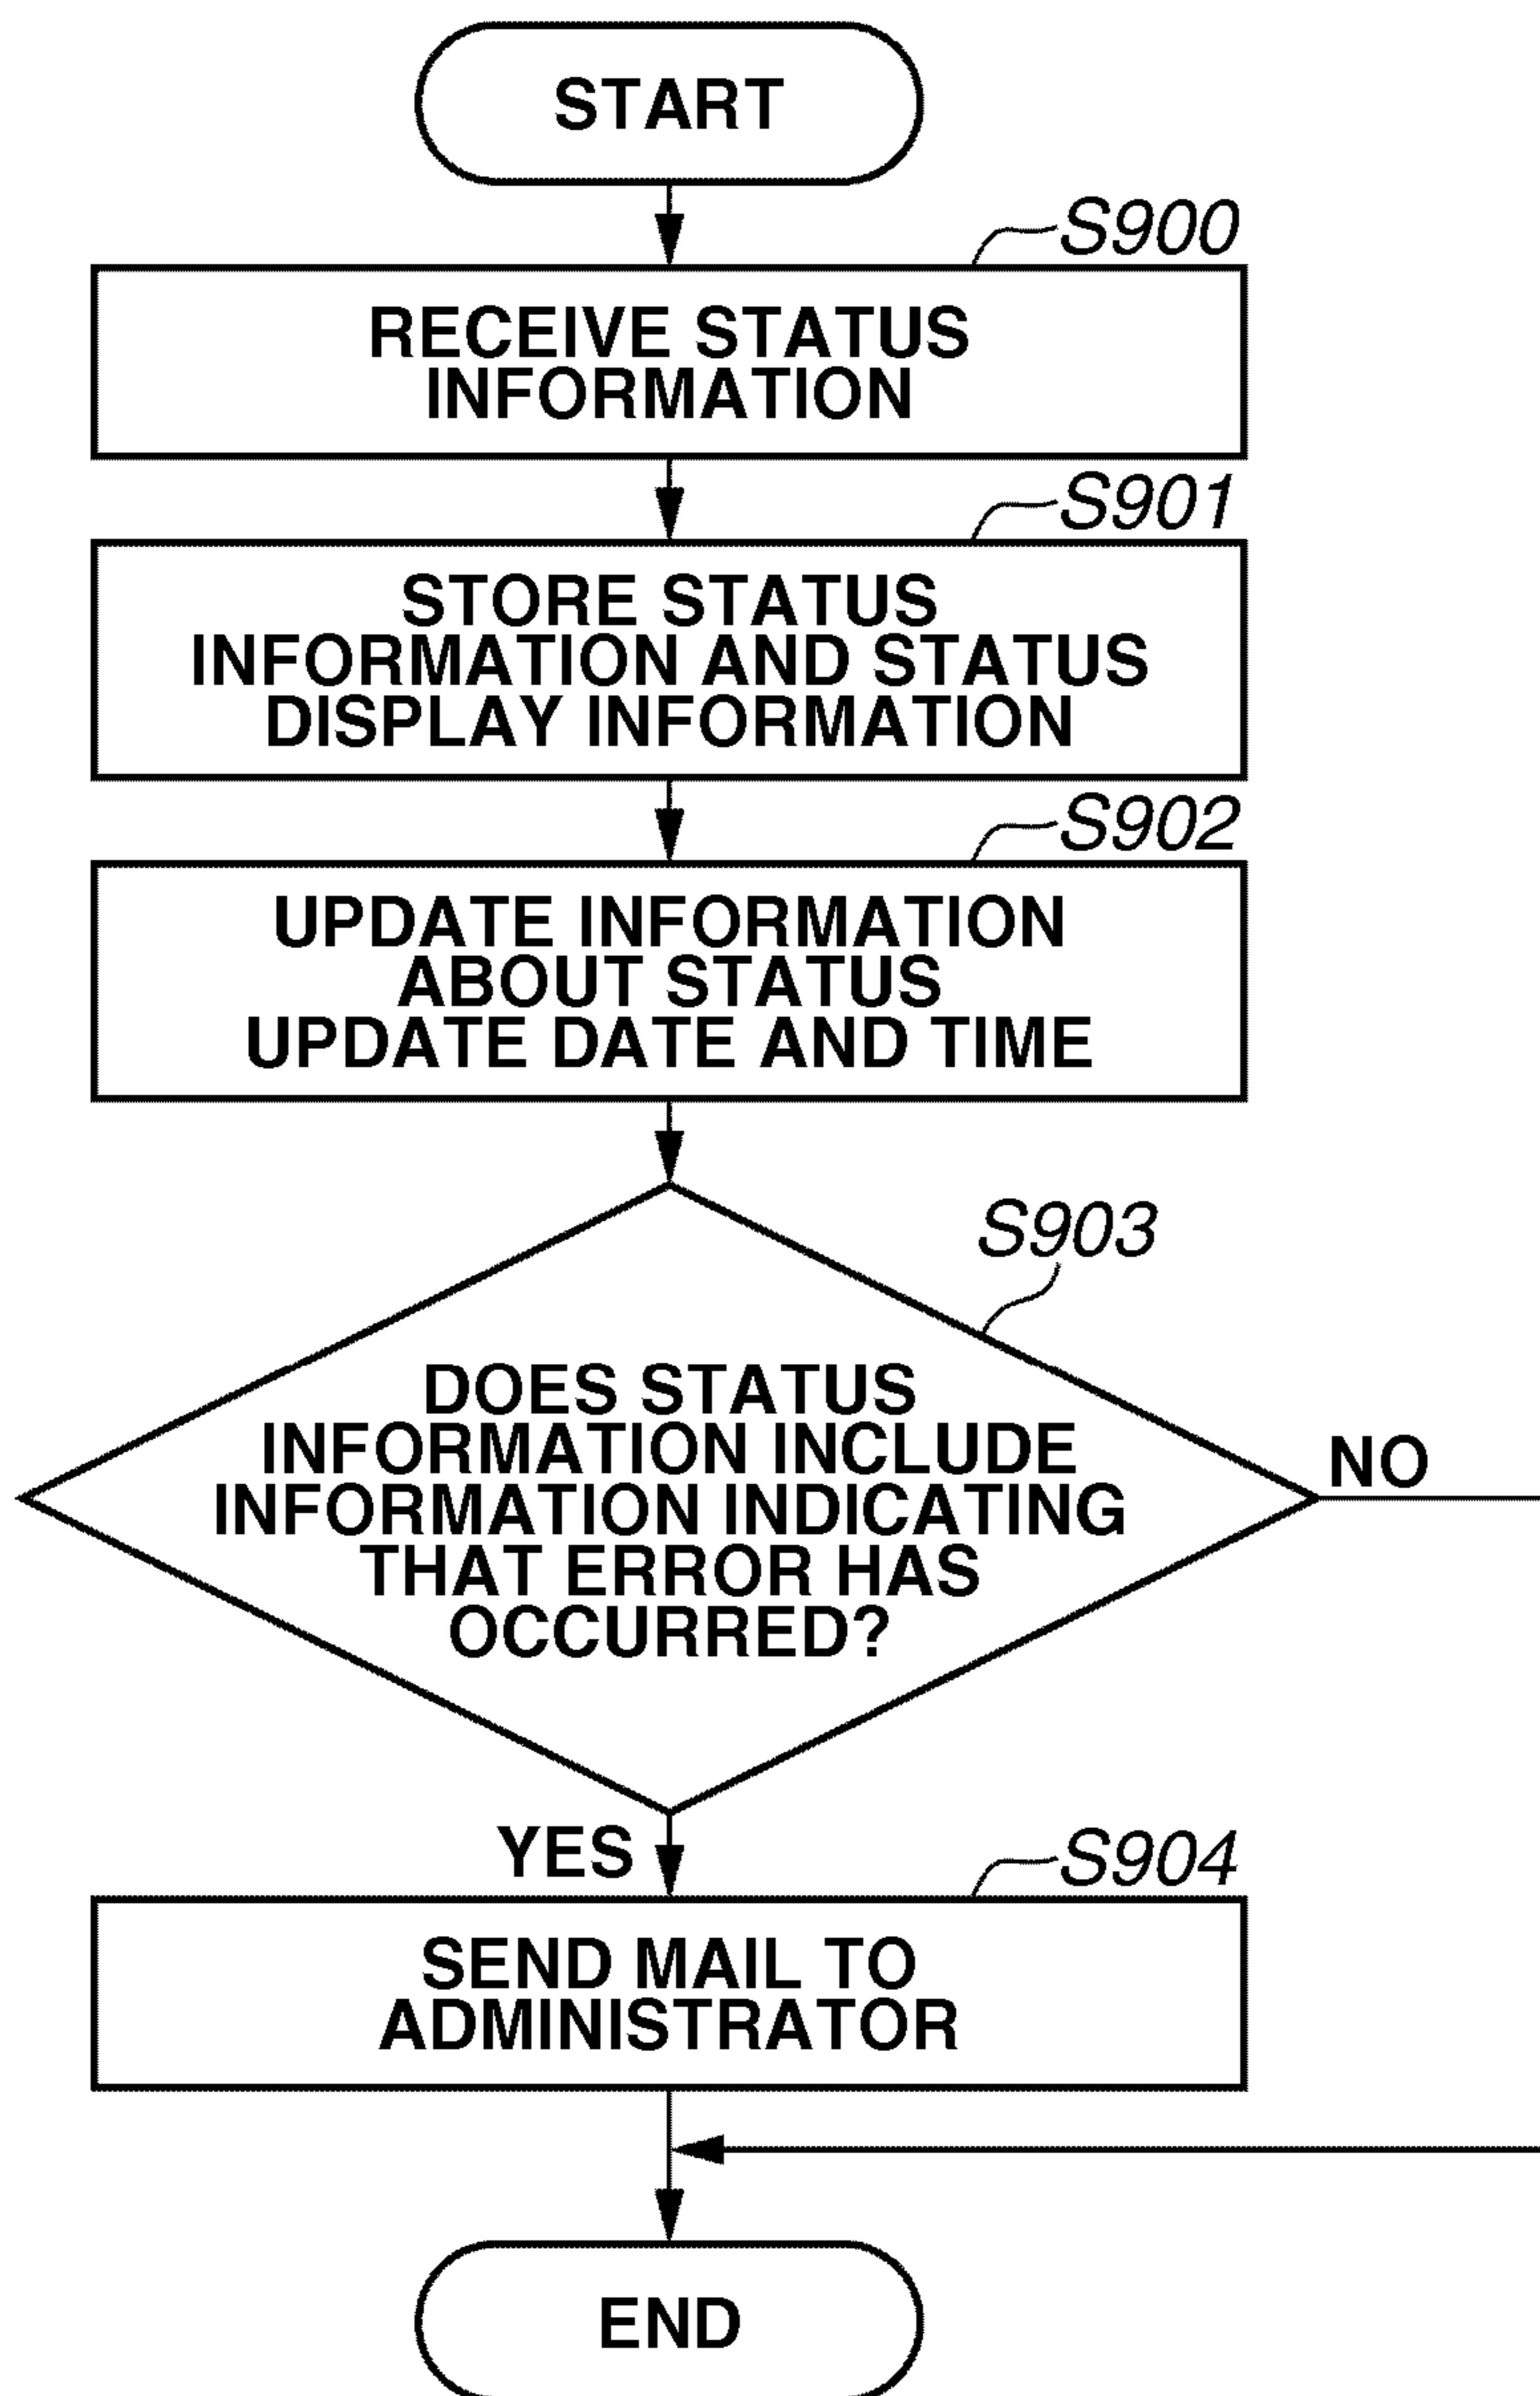 START
S900
RECEIVE STATUS
INFORMATION
S901
STORE STATUS
INFORMATION AND STATUS
DISPLAY INFORMATION
S902
UPDATE INFORMATION
ABOUT STATUS
UPDATE DATE AND TIME
S903
DOES STATUS
INFORMATION INCLUDE
INFORMATION INDICATING
THAT ERROR HAS
OCCURRED?
NO
YES
S904
SEND MAIL TO
ADMINISTRATOR
END